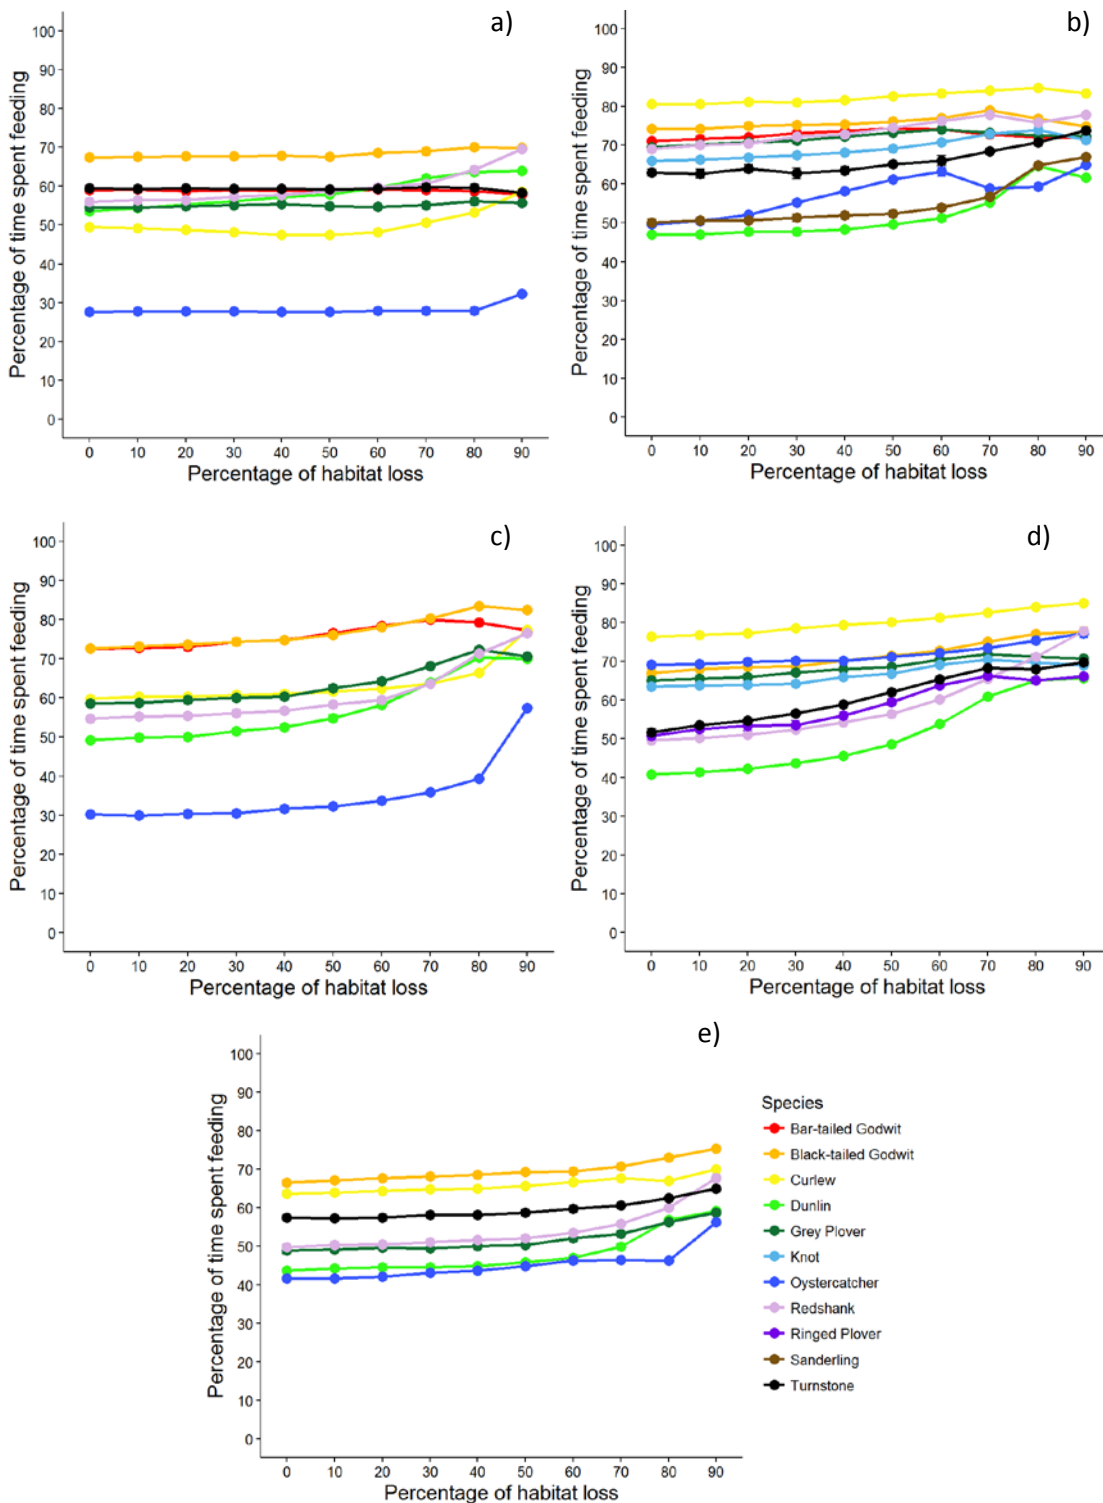 a)
Percentage of time spent feeding
100
90
80
70
60
50
40
30
20
10
0
0 10 20 30 40 50 60 70 80 90
Percentage of habitat loss
b)
Percentage of time spent feeding
100
90
80
70
60
50
40
30
20
10
0
0 10 20 30 40 50 60 70 80 90
Percentage of habitat loss
c)
Percentage of time spent feeding
100
90
80
70
60
50
40
30
20
10
0
0 10 20 30 40 50 60 70 80 90
Percentage of habitat loss
d)
Percentage of time spent feeding
100
90
80
70
60
50
40
30
20
10
0
0 10 20 30 40 50 60 70 80 90
Percentage of habitat loss
e)
Percentage of time spent feeding
100
90
80
70
60
50
40
30
20
10
0
0 10 20 30 40 50 60 70 80 90
Percentage of habitat loss
Species
Bar-tailed Godwit
Black-tailed Godwit
Curlew
Dunlin
Grey Plover
Knot
Oystercatcher
Redshank
Ringed Plover
Sanderling
Turnstone